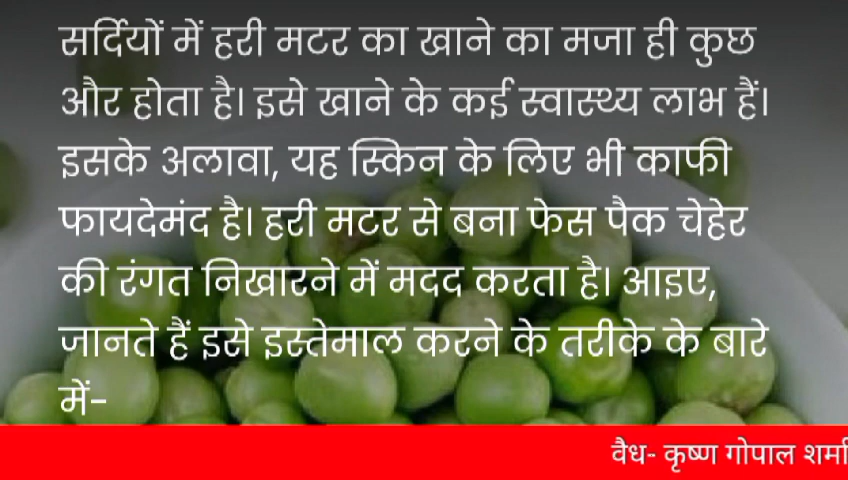 सर्दियों में हरी मटर का खाने का मजा ही कुछ
और होता है। इसे खाने के कई स्वास्थ्य लाभ हैं।
इसके अलावा, यह स्किन के लिए भी काफी
फायदेमंद है। हरी मटर से बना फेस पैक चेहेर
की रंगत निखारने में मदद करता है। आइए,
जानते हैं इसे इस्तेमाल करने के तरीके के बारे
में-
वैध- कृष्ण गोपाल शर्मा